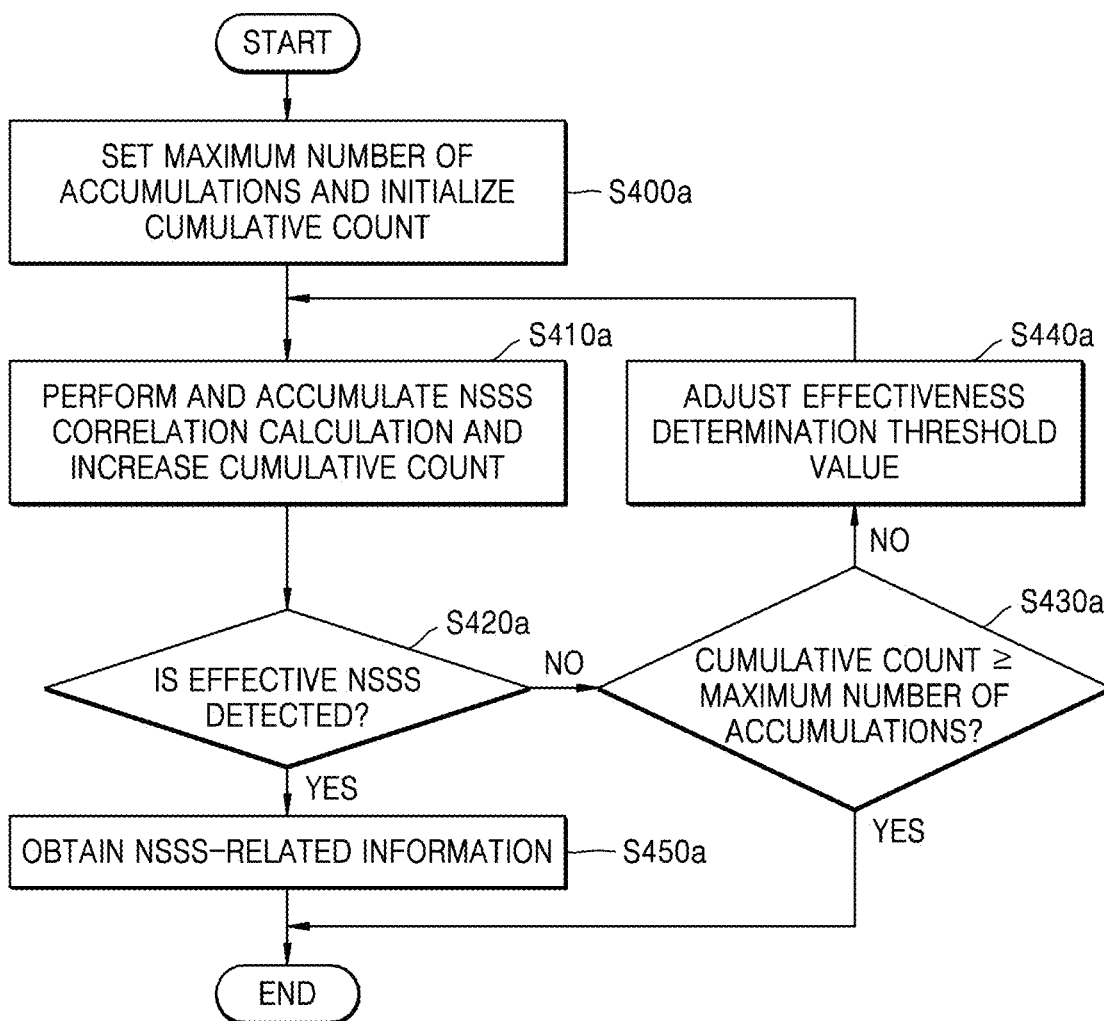 START
SET MAXIMUM NUMBER OF
ACCUMULATIONS AND INITIALIZE
CUMULATIVE COUNT
S400a
S410a
PERFORM AND ACCUMULATE NSSS
CORRELATION CALCULATION AND
INCREASE CUMULATIVE COUNT
S440a
ADJUST EFFECTIVENESS
DETERMINATION THRESHOLD
VALUE
NO
S420a
IS EFFECTIVE NSSS
DETECTED?
NO
S430a
CUMULATIVE COUNT ≥
MAXIMUM NUMBER OF
ACCUMULATIONS?
YES
YES
OBTAIN NSSS-RELATED INFORMATION
S450a
END